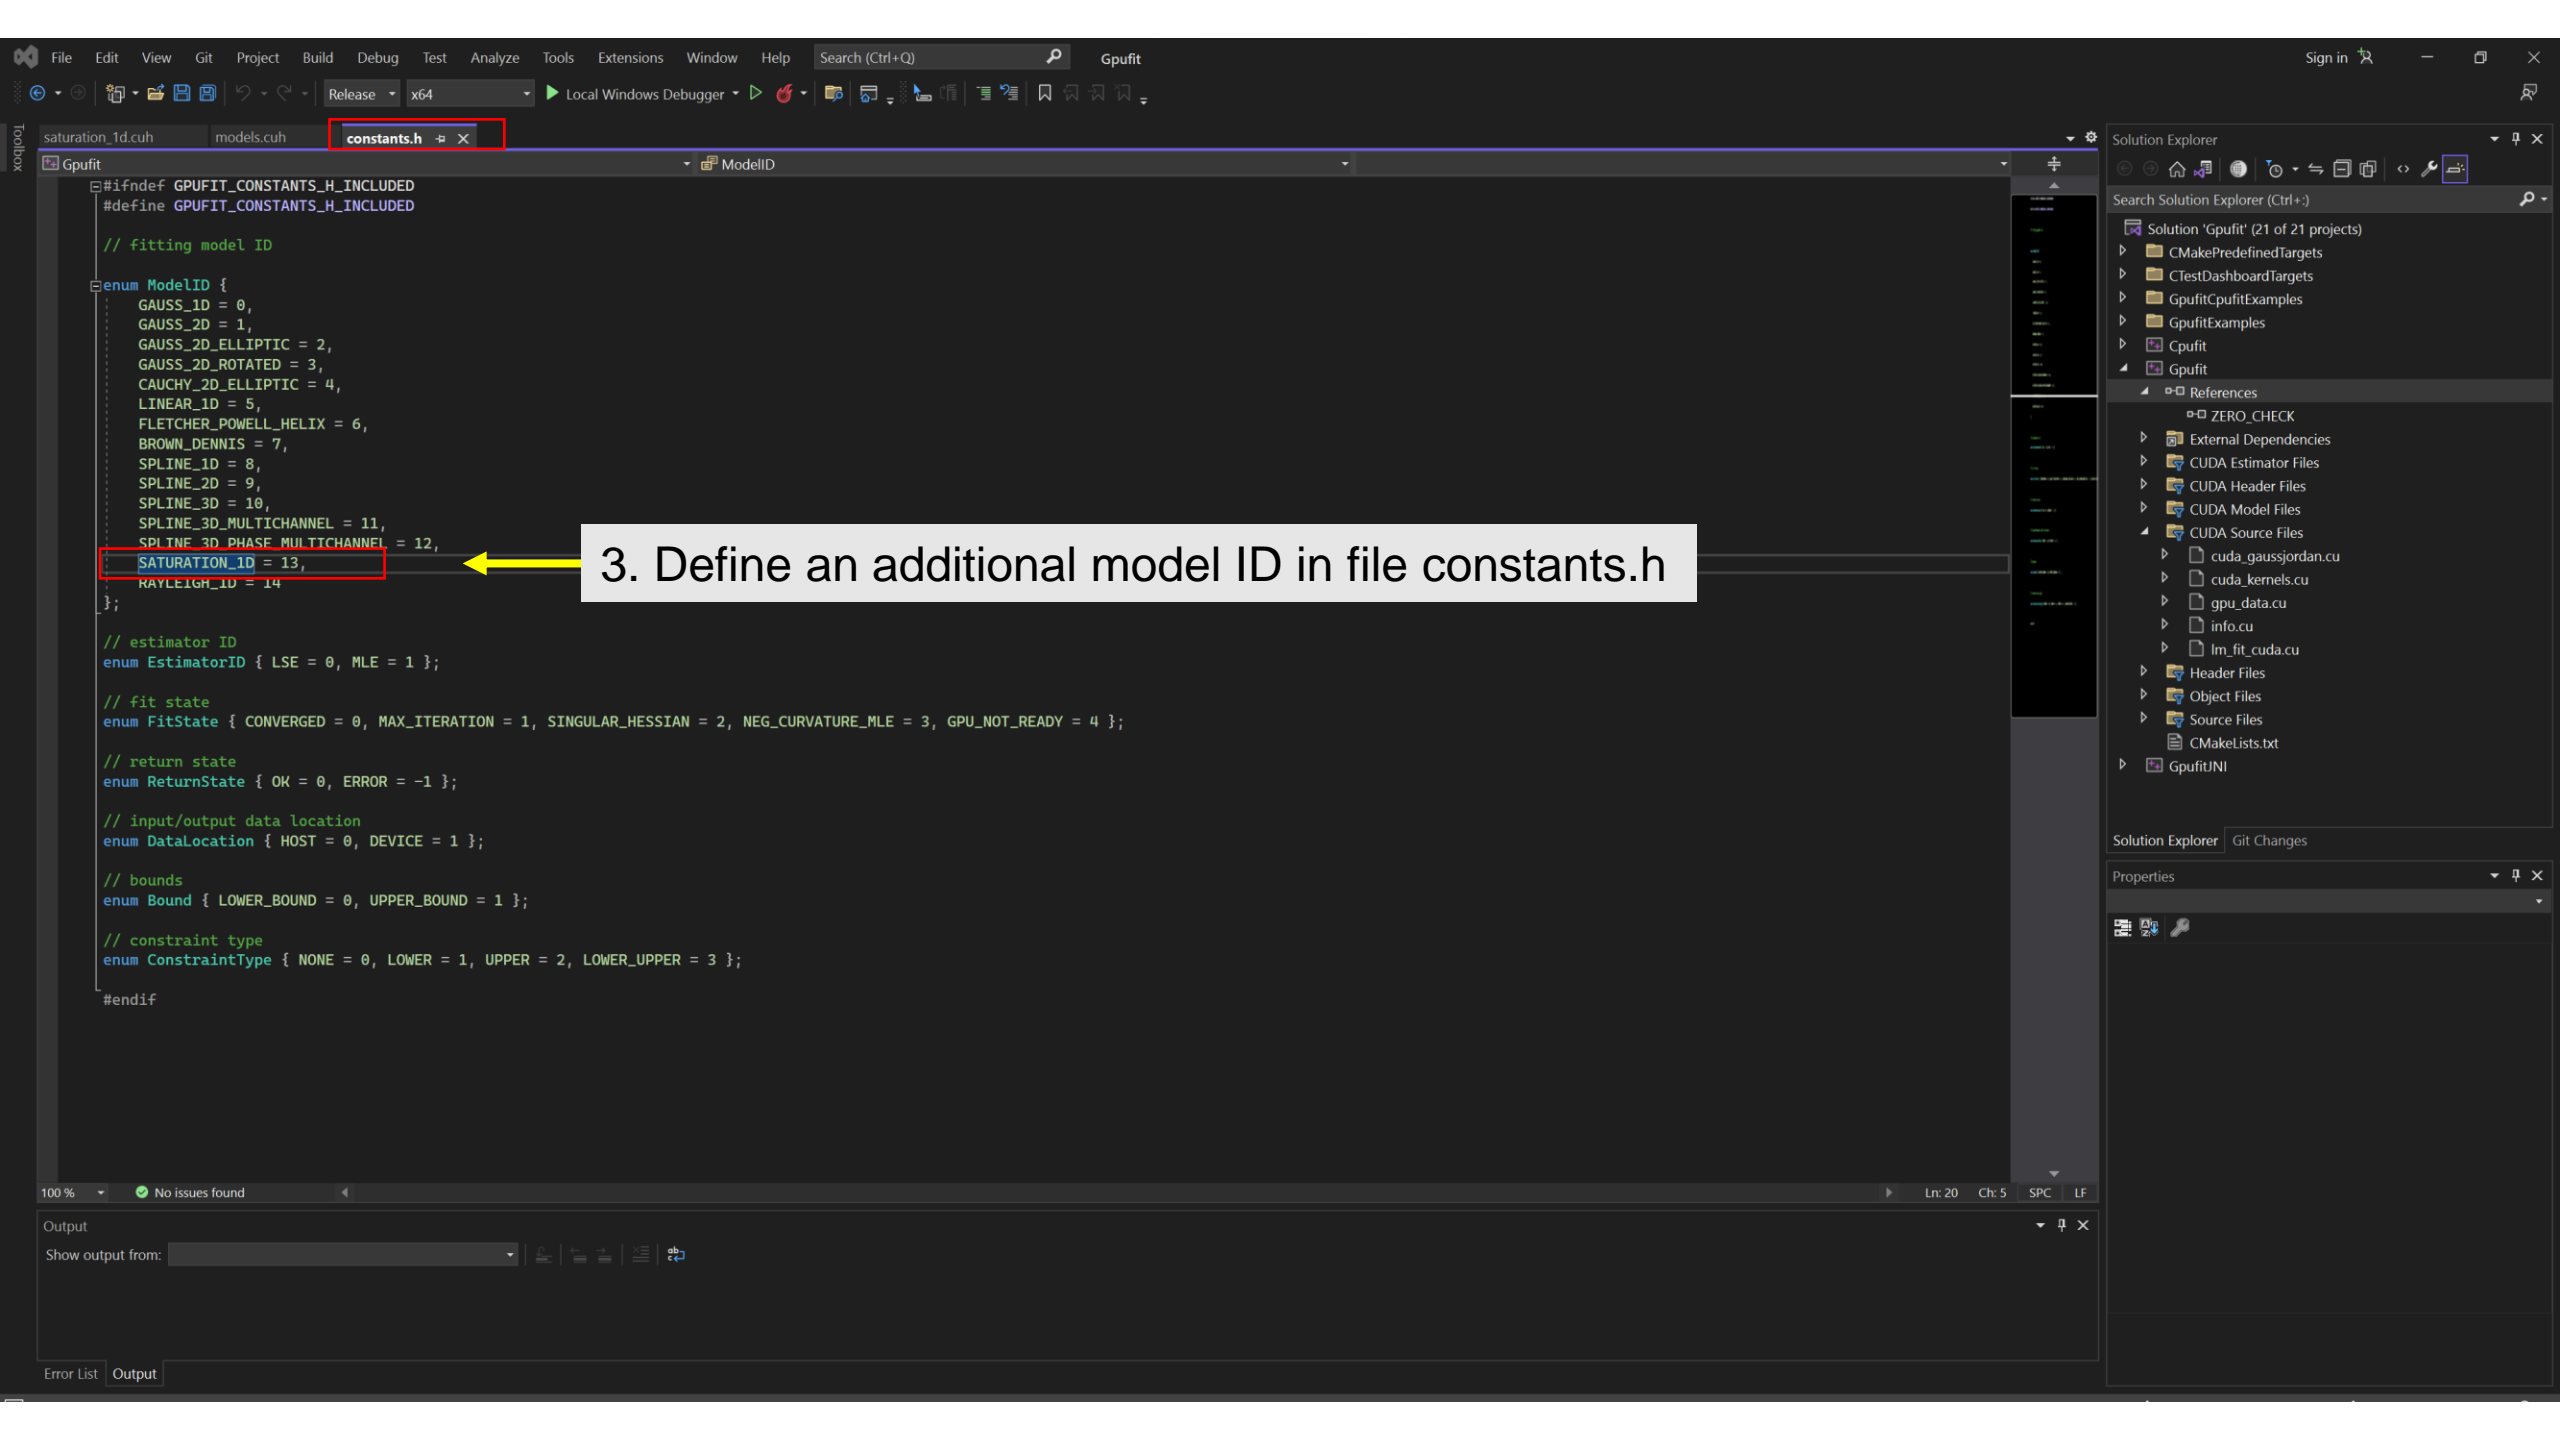 File Edit View Git Project Build Debug Test Analyze Tools Extensions Window Help Search (Ctrl+Q) Gpufit Sign in
Release x64 Local Windows Debugger
Toolbox
saturation_1d.cuh models.cuh constants.h
Gpufit ModelID
#ifndef GPUFIT_CONSTANTS_H_INCLUDED
#define GPUFIT_CONSTANTS_H_INCLUDED
// fitting model ID
enum ModelID {
GAUSS_1D = 0,
GAUSS_2D = 1,
GAUSS_2D_ELLIPTIC = 2,
GAUSS_2D_ROTATED = 3,
CAUCHY_2D_ELLIPTIC = 4,
LINEAR_1D = 5,
FLETCHER_POWELL_HELIX = 6,
BROWN_DENNIS = 7,
SPLINE_1D = 8,
SPLINE_2D = 9,
SPLINE_3D = 10,
SPLINE_3D_MULTICHANNEL = 11,
SPLINE_3D_PHASE_MULTICHANNEL = 12,
SATURATION_1D = 13,
RAYLEIGH_1D = 14
};
3. Define an additional model ID in file constants.h
// estimator ID
enum EstimatorID { LSE = 0, MLE = 1 };
// fit state
enum FitState { CONVERGED = 0, MAX_ITERATION = 1, SINGULAR_HESSIAN = 2, NEG_CURVATURE_MLE = 3, GPU_NOT_READY = 4 };
// return state
enum ReturnState { OK = 0, ERROR = -1 };
// input/output data location
enum DataLocation { HOST = 0, DEVICE = 1 };
// bounds
enum Bound { LOWER_BOUND = 0, UPPER_BOUND = 1 };
// constraint type
enum ConstraintType { NONE = 0, LOWER = 1, UPPER = 2, LOWER_UPPER = 3 };
#endif
100 % No issues found Ln: 20 Ch: 5 SPC LF
Output
Show output from:
Error List Output
Solution Explorer
Search Solution Explorer (Ctrl+:)
Solution 'Gpufit' (21 of 21 projects)
CMakePredefinedTargets
CTestDashboardTargets
GpufitCpufitExamples
GpufitExamples
Cpufit
Gpufit
References
ZERO_CHECK
External Dependencies
CUDA Estimator Files
CUDA Header Files
CUDA Model Files
CUDA Source Files
cuda_gaussjordan.cu
cuda_kernels.cu
gpu_data.cu
info.cu
lm_fit_cuda.cu
Header Files
Object Files
Source Files
CMakeLists.txt
GpufitJNI
Solution Explorer Git Changes
Properties